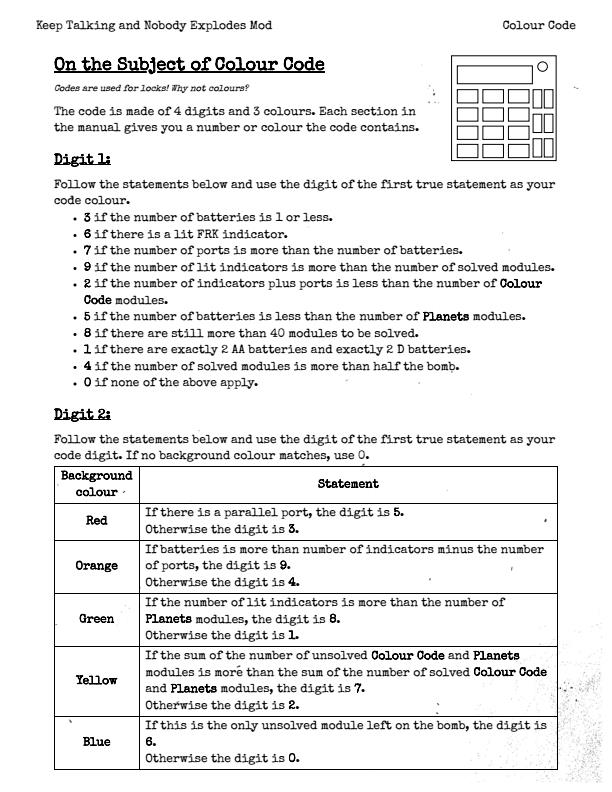 Keep Talking and Nobody Explodes Mod Colour Code
On the Subject of Colour Code
Codes are used for locks! Why not colours?
The code is made of 4 digits and 3 colours. Each section in
the manual gives you a number or colour the code contains.
Digit 1:
Follow the statements below and use the digit of the first true statement as your
code colour.
• 3 if the number of batteries is 1 or less.
• 6 if there is a lit FRK indicator.
• 7 if the number of ports is more than the number of batteries.
• 9 if the number of lit indicators is more than the number of solved modules.
• 2 if the number of indicators plus ports is less than the number of Colour
Code modules.
• 5 if the number of batteries is less than the number of Planets modules.
• 8 if there are still more than 40 modules to be solved.
• 1 if there are exactly 2 AA batteries and exactly 2 D batteries.
• 4 if the number of solved modules is more than half the bomb.
• 0 if none of the above apply.
Digit 2:
Follow the statements below and use the digit of the first true statement as your
code digit. If no background colour matches, use 0.
Background
colour
Statement
Red
If there is a parallel port, the digit is 5.
Otherwise the digit is 3.
Orange
If batteries is more than number of indicators minus the number
of ports, the digit is 9.
Otherwise the digit is 4.
Green
If the number of lit indicators is more than the number of
Planets modules, the digit is 8.
Otherwise the digit is 1.
Yellow
If the sum of the number of unsolved Colour Code and Planets
modules is more than the sum of the number of solved Colour Code
and Planets modules, the digit is 7.
Otherwise the digit is 2.
Blue
If this is the only unsolved module left on the bomb, the digit is
6.
Otherwise the digit is 0.